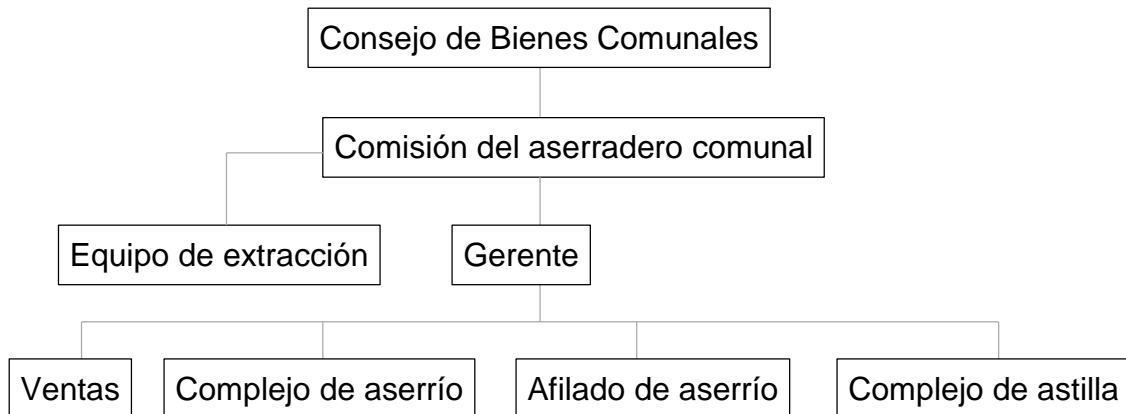 Consejo de Bienes Comunales
Comisión del aserradero comunal
Equipo de extracción
Gerente
Ventas
Complejo de aserrío
Afilado de aserrío
Complejo de astilla